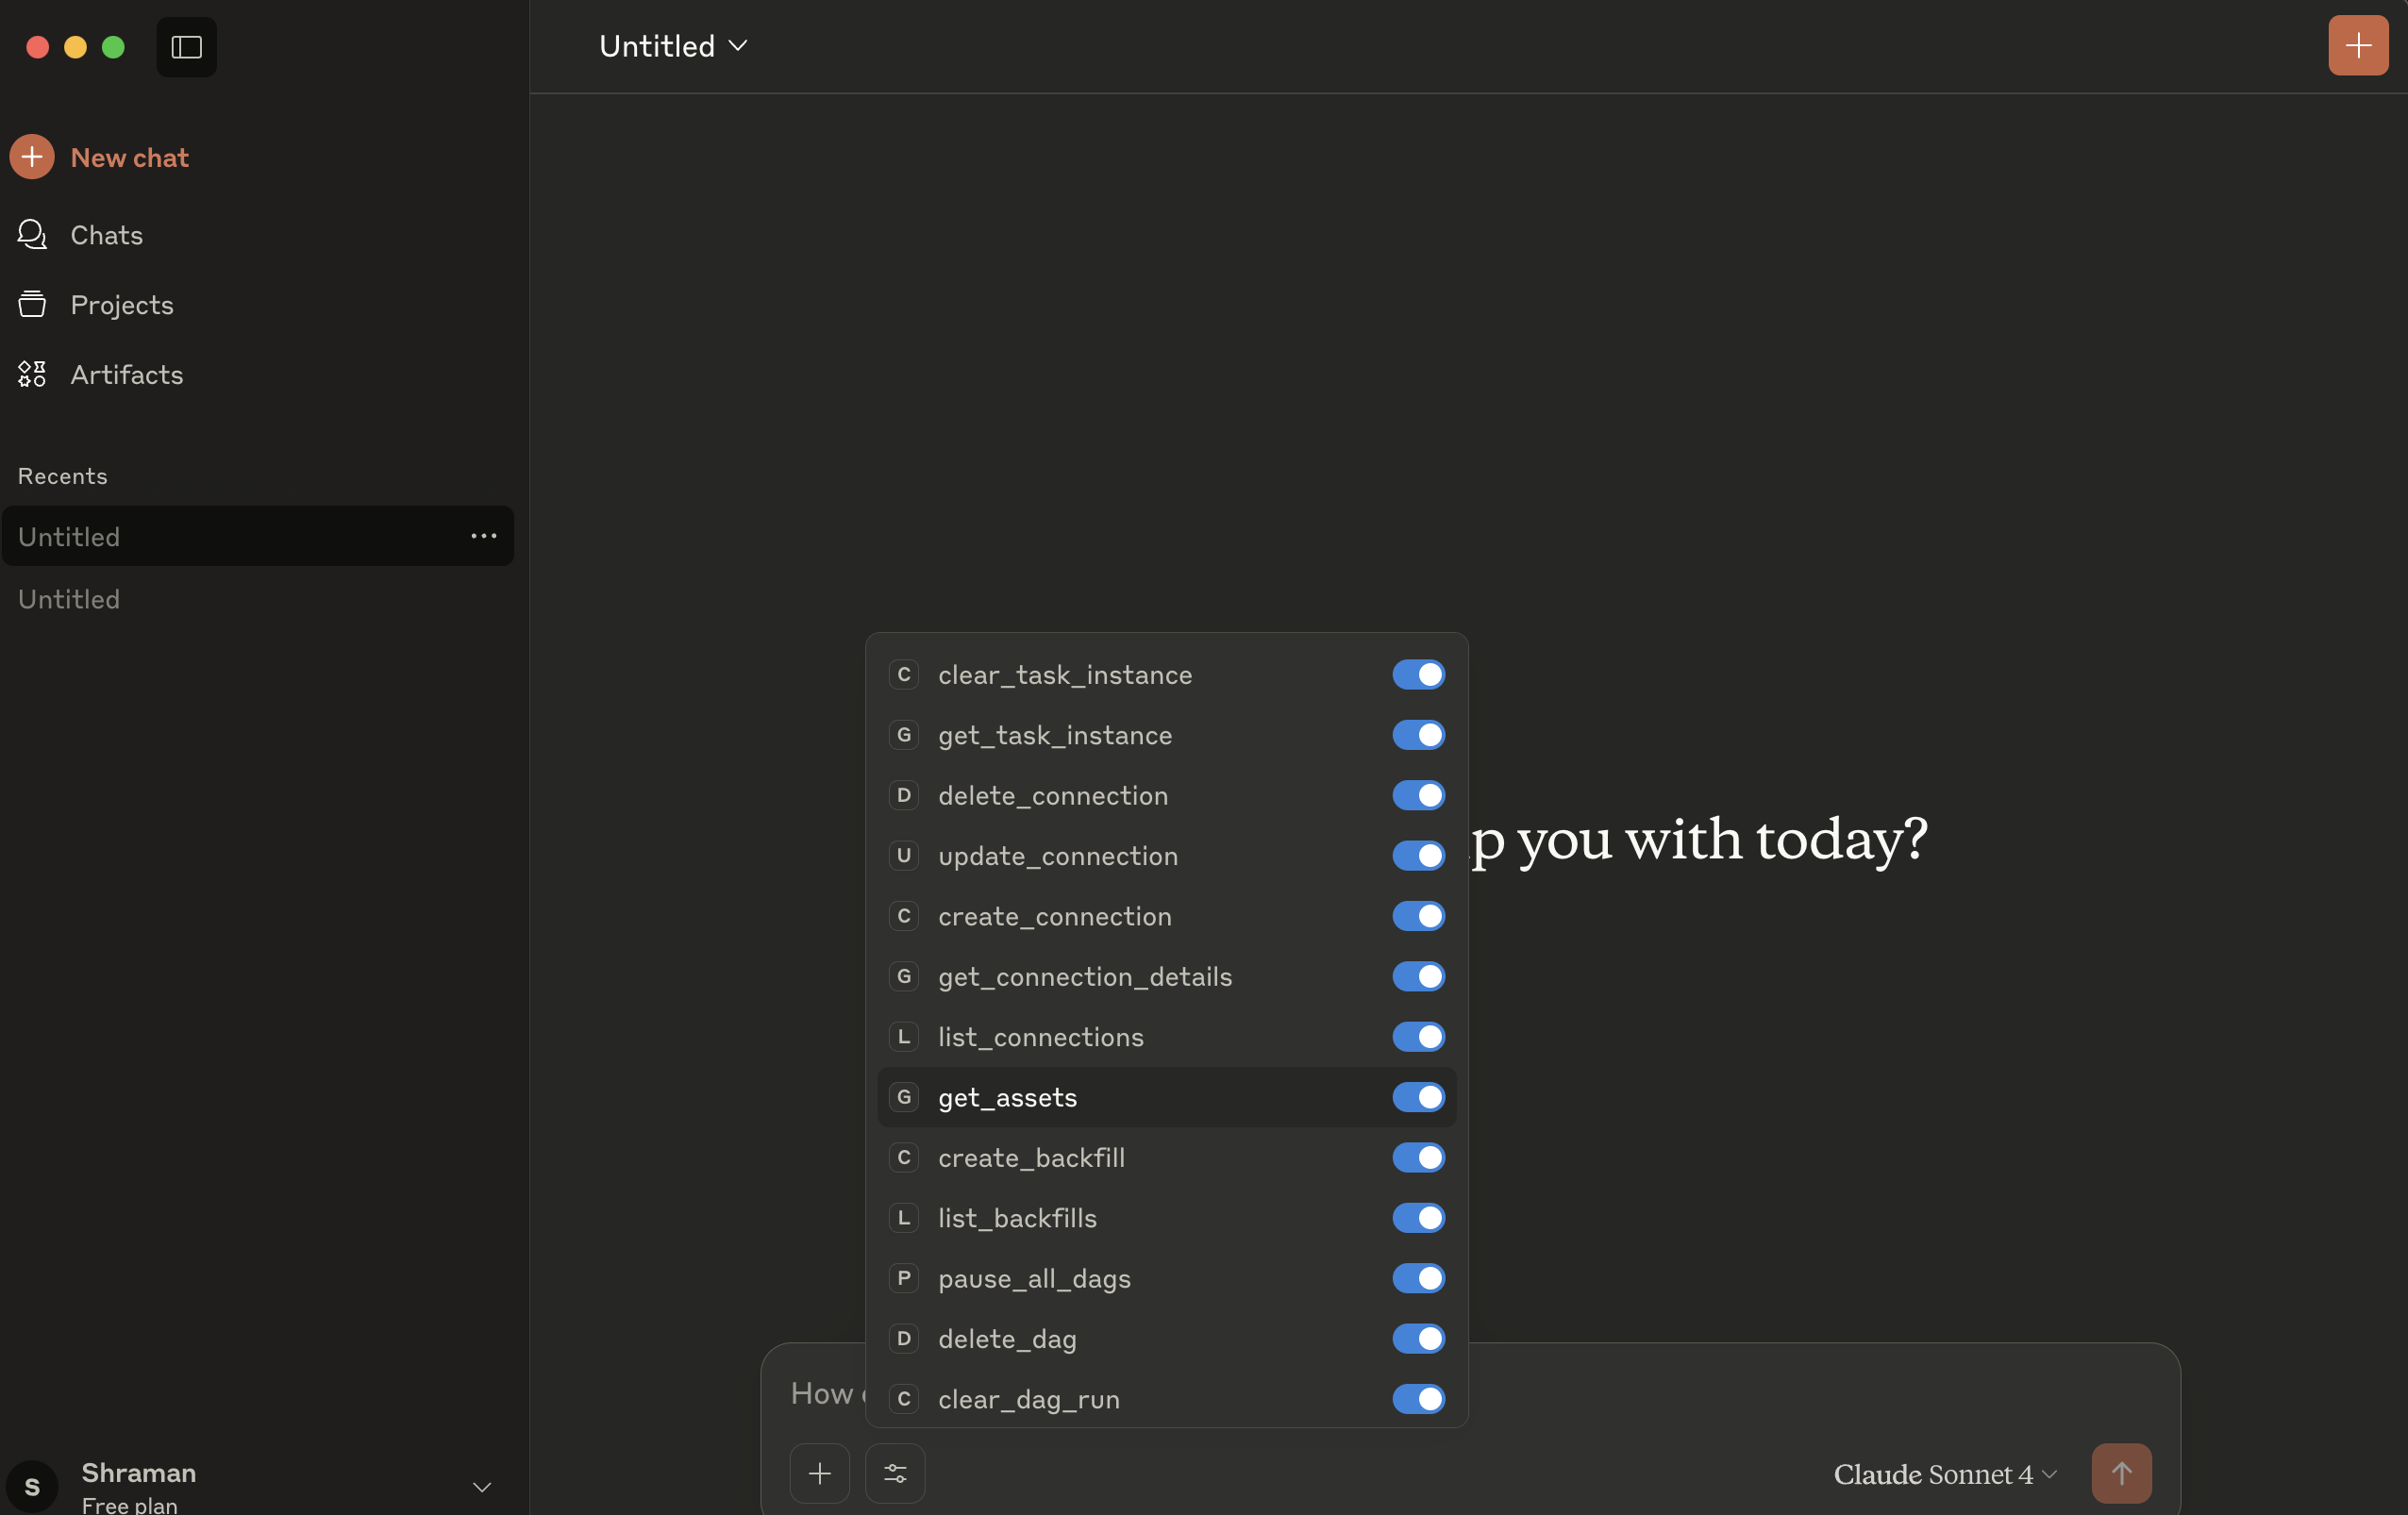 Untitled
New chat
Chats
Projects
Artifacts
Recents
Untitled
Untitled
C clear_task_instance
G get_task_instance
D delete_connection
U update_connection
p you with today?
C create_connection
G get_connection_details
L list_connections
G get_assets
C create_backfill
L list_backfills
P pause_all_dags
D delete_dag
How
C clear_dag_run
S Shraman
Free plan
Claude Sonnet 4